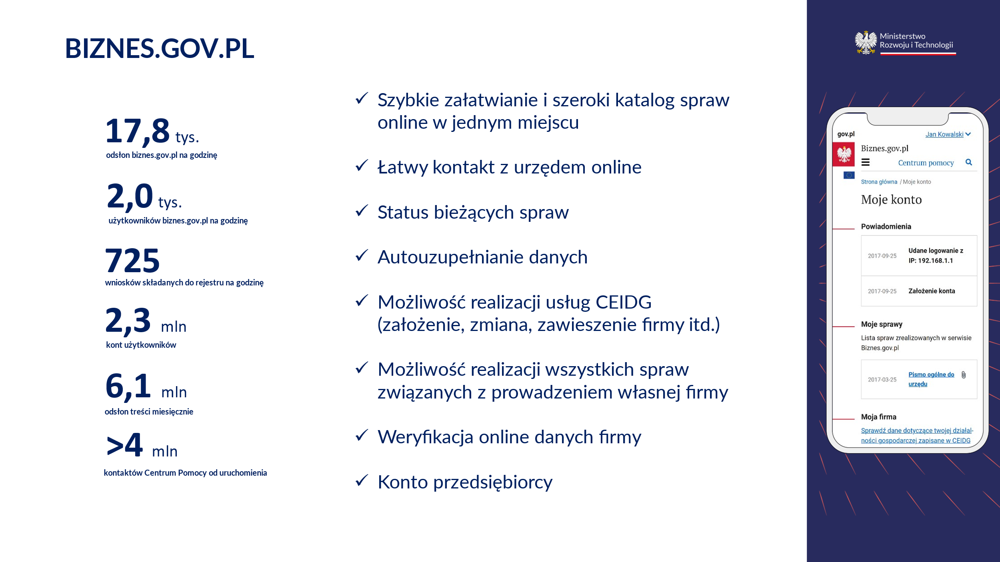 BIZNES.GOV.PL
17,8 tys.
odsłon biznes.gov.pl na godzinę
2,0 tys.
użytkowników biznes.gov.pl na godzinę
725
wniosków składanych do rejestru na godzinę
2,3 mln
kont użytkowników
6,1 mln
odsłon treści miesięcznie
>4 mln
kontaktów Centrum Pomocy od uruchomienia
✓ Szybkie załatwianie i szeroki katalog spraw
online w jednym miejscu
✓ Łatwy kontakt z urzędem online
✓ Status bieżących spraw
✓ Autouzupełnianie danych
✓ Możliwość realizacji usług CEIDG
(założenie, zmiana, zawieszenie firmy itd.)
✓ Możliwość realizacji wszystkich spraw
związanych z prowadzeniem własnej firmy
✓ Weryfikacja online danych firmy
✓ Konto przedsiębiorcy
Ministerstwo
Rozwoju i Technologii
gov.pl
Jan Kowalski
Biznes.gov.pl
Centrum pomocy
Strona główna / Moje konto
Moje konto
Powiadomienia
2017-09-25
Udane logowanie z
IP: 192.168.1.1
2017-09-25
Założenie konta
Moje sprawy
Lista spraw zrealizowanych w serwisie
Biznes.gov.pl
2017-03-25
Pismo ogólne do
urzędu
Moja firma
Sprawdź dane dotyczące twojej działal-
ności gospodarczej zapisane w CEIDG